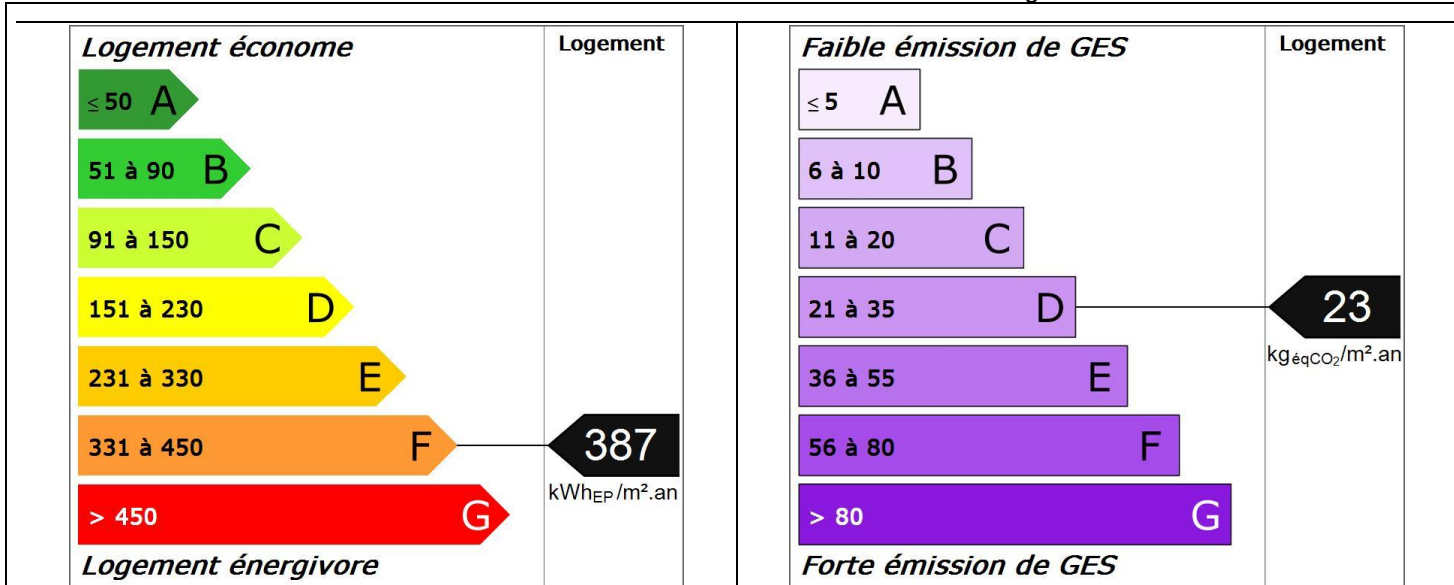 Logement économe
Logement
≤ 50 A
51 à 90 B
91 à 150 C
151 à 230 D
231 à 330 E
331 à 450 F
387
kWhEP/m².an
> 450 G
Logement énergivore
Faible émission de GES
Logement
≤ 5 A
6 à 10 B
11 à 20 C
21 à 35 D
23
kgéqCO₂/m².an
36 à 55 E
56 à 80 F
> 80 G
Forte émission de GES